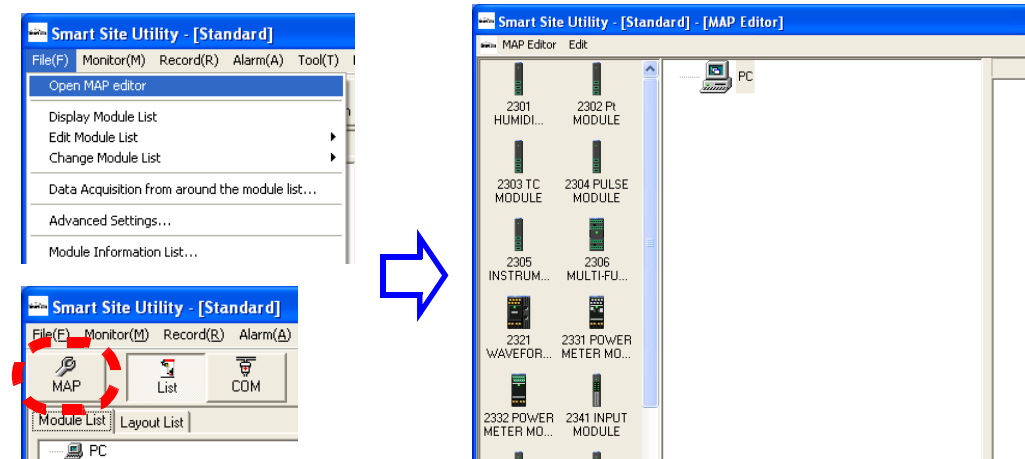 Smart Site Utility - [Standard]
File(F) Monitor(M) Record(R) Alarm(A) Tool(T)
Open MAP editor
Display Module List
Edit Module List
Change Module List
Data Acquisition from around the module list...
Advanced Settings...
Module Information List...
Smart Site Utility - [Standard]
File(F) Monitor(M) Record(R) Alarm(A)
MAP List COM
Module List Layout List
PC
Smart Site Utility - [Standard] - [MAP Editor]
MAP Editor Edit
2301 HUMIDI...
2302 Pt MODULE
2303 TC MODULE
2304 PULSE MODULE
2305 INSTRUM...
2306 MULTI-FU...
2321 WAVEFOR...
2331 POWER METER MO...
2332 POWER METER MO...
2341 INPUT MODULE
PC